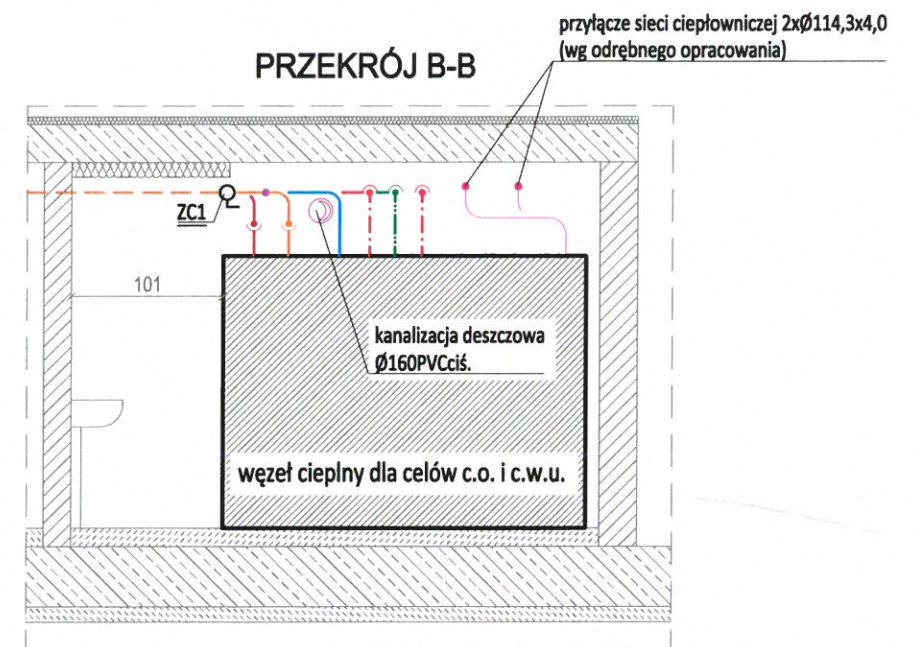 przyłącze sieci ciepłowniczej 2xØ114,3x4,0
(wg odrębnego opracowania)
PRZEKRÓJ B-B
ZC1
101
kanalizacja deszczowa
Ø160PVCciś.
węzeł cieplny dla celów c.o. i c.w.u.